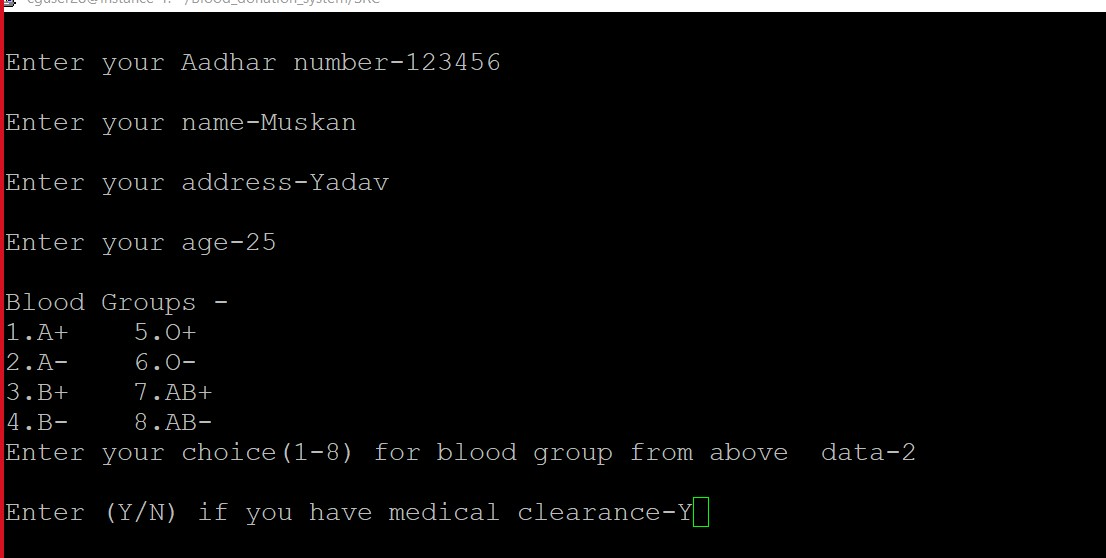 Enter your Aadhar number-123456
Enter your name-Muskan
Enter your address-Yadav
Enter your age-25
Blood Groups -
1.A+    5.O+
2.A-    6.O-
3.B+    7.AB+
4.B-    8.AB-
Enter your choice(1-8) for blood group from above  data-2
Enter (Y/N) if you have medical clearance-Y